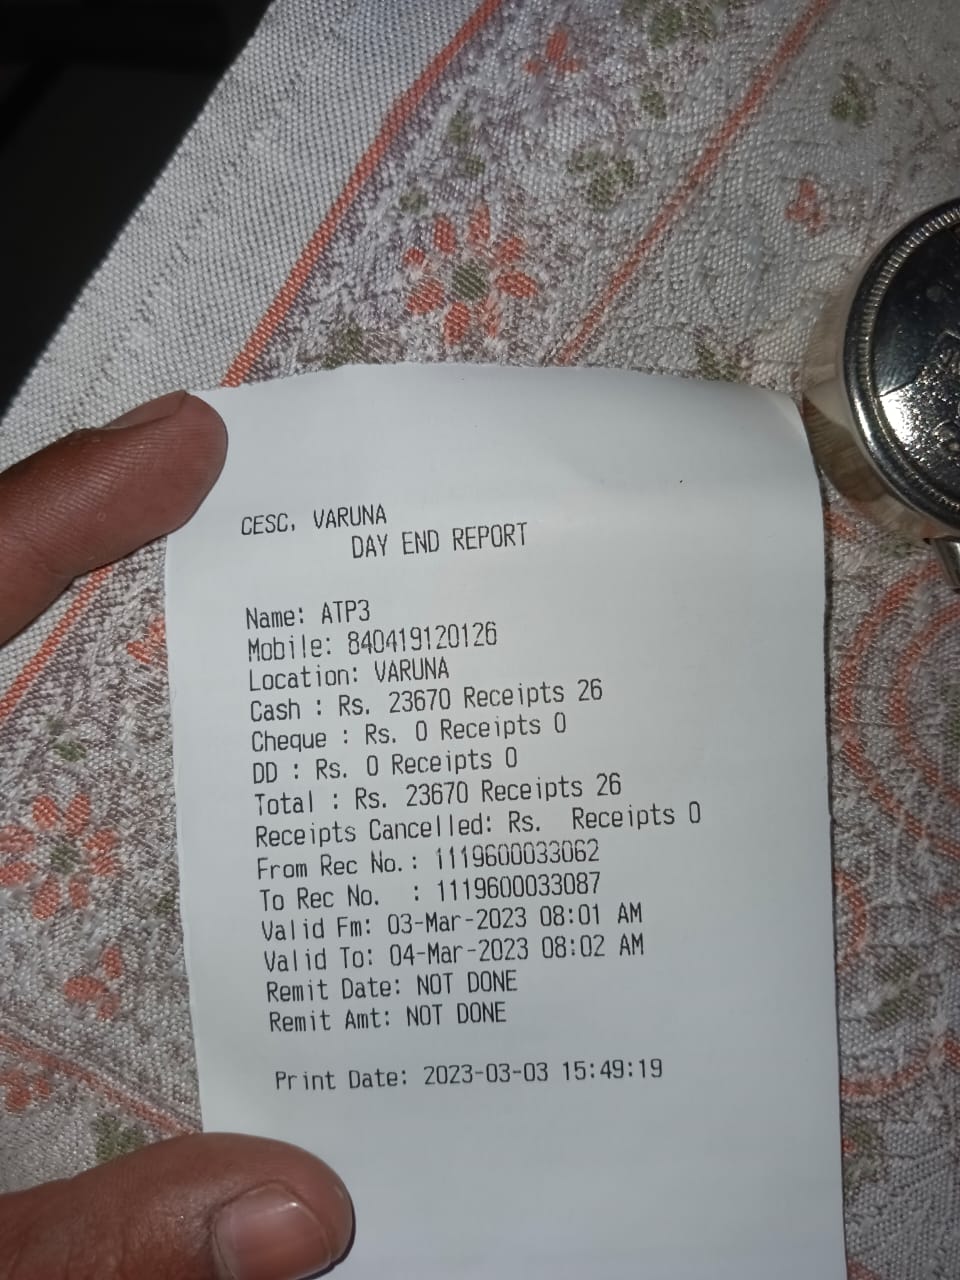 CESC, VARUNA
DAY END REPORT
Name: ATP3
Mobile: 840419120126
Location: VARUNA
Cash : Rs. 23670 Receipts 26
Cheque : Rs. 0 Receipts 0
DD : Rs. 0 Receipts 0
Total : Rs. 23670 Receipts 26
Receipts Cancelled: Rs. Receipts 0
From Rec No.: 1119600033062
To Rec No. : 1119600033087
Valid Fm: 03-Mar-2023 08:01 AM
Valid To: 04-Mar-2023 08:02 AM
Remit Date: NOT DONE
Remit Amt: NOT DONE
Print Date: 2023-03-03 15:49:19